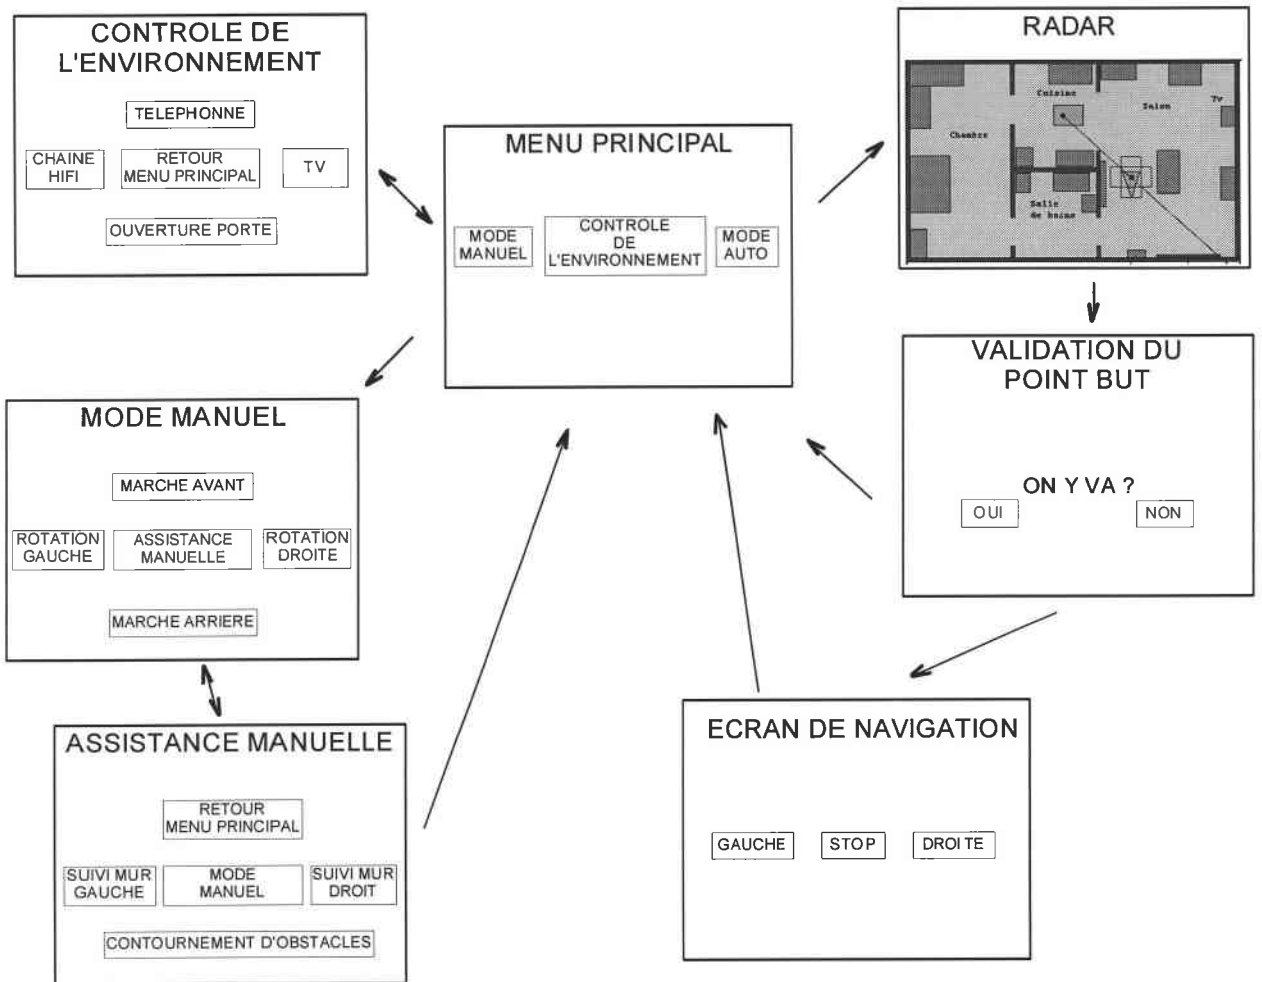 CONTROLE DE
L'ENVIRONNEMENT
TELEPHONNE
CHAINE
HIFI
RETOUR
MENU PRINCIPAL
TV
OUVERTURE PORTE
MENU PRINCIPAL
MODE
MANUEL
CONTROLE
DE
L'ENVIRONNEMENT
MODE
AUTO
RADAR
Cuisine
Salon
Tv
Chambre
Salle
de bains
VALIDATION DU
POINT BUT
ON Y VA ?
OUI
NON
MODE MANUEL
MARCHE AVANT
ROTATION
GAUCHE
ASSISTANCE
MANUELLE
ROTATION
DROITE
MARCHE ARRIERE
ASSISTANCE MANUELLE
RETOUR
MENU PRINCIPAL
SUIVI MUR
GAUCHE
MODE
MANUEL
SUIVI MUR
DROIT
CONTOURNEMENT D'OBSTACLES
ECRAN DE NAVIGATION
GAUCHE
STOP
DROITE